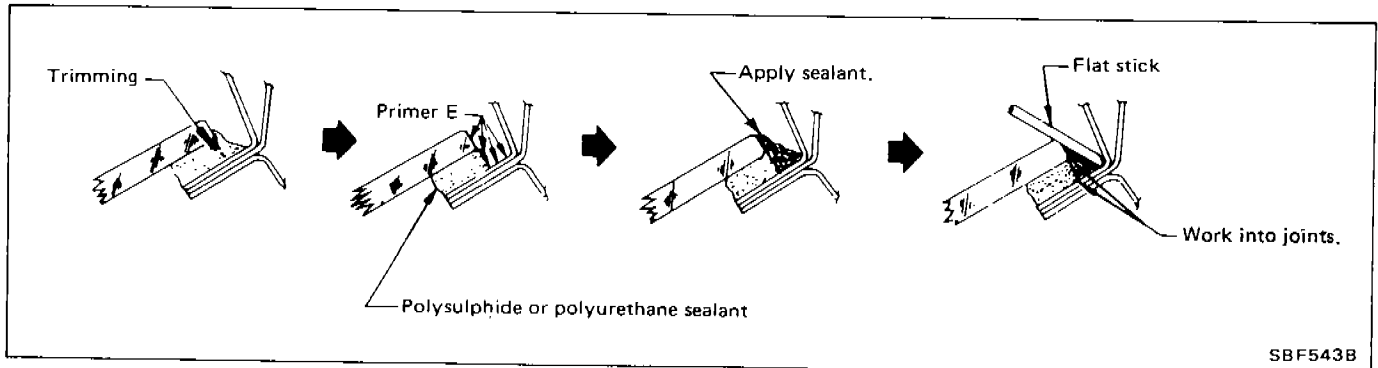 Trimming
Primer E
Polysulphide or polyurethane sealant
Apply sealant.
Flat stick
Work into joints.
SBF543B